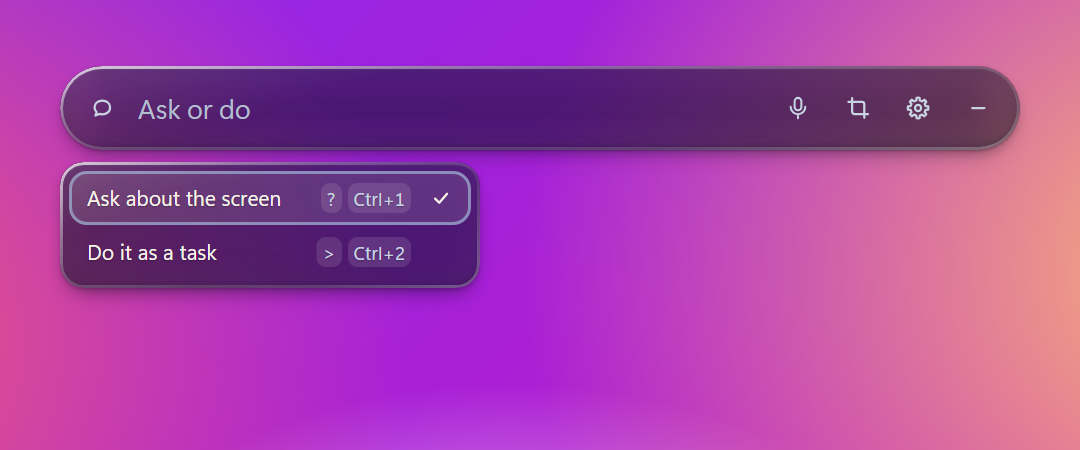 Ask or do
Ask about the screen ? Ctrl+1
Do it as a task > Ctrl+2